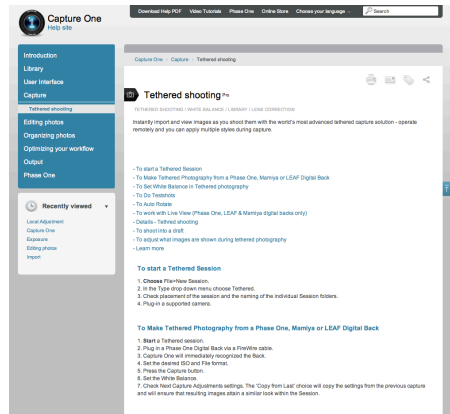 Capture One
Help site
Download Help PDF Video Tutorials Phase One Online Store Choose your language
Search
Introduction
Library
User Interface
Capture
Tethered shooting
Editing photos
Organizing photos
Optimizing your workflow
Output
Phase One
Recently viewed
Local Adjustment
Capture One
Exposure
Editing photos
Import
Capture One Capture Tethered shooting
Tethered shooting Pro
TETHERED SHOOTING / WHITE BALANCE / LIBRARY / LENS CORRECTION
Instantly import and view images as you shoot them with the world's most advanced tethered capture solution - operate
remotely and you can apply multiple styles during capture.
- To start a Tethered Session
- To Make Tethered Photography from a Phase One, Mamiya or LEAF Digital Back
- To Set White Balance in Tethered photography
- To Do Testshots
- To Auto Rotate
- To work with Live View (Phase One, LEAF & Mamiya digital backs only)
- Details - Tethred shooting
- To shoot into a draft
- To adjust what images are shown during tethered photography
- Learn more
To start a Tethered Session
1. Choose File>New Session.
2. In the Type drop down menu choose Tethered.
3. Check placement of the session and the naming of the individual Session folders.
4. Plug-in a supported camera.
To Make Tethered Photography from a Phase One, Mamiya or LEAF Digital Back
1. Start a Tethered session.
2. Plug in a Phase One Digital Back via a FireWire cable.
3. Capture One will immediately recognized the Back.
4. Set the desired ISO and File format.
5. Press the Capture button.
6. Set the White Balance.
7. Check Next Capture Adjustments settings. The 'Copy from Last' choice will copy the settings from the previous capture
and will ensure that resulting images attain a similar look within the Session.